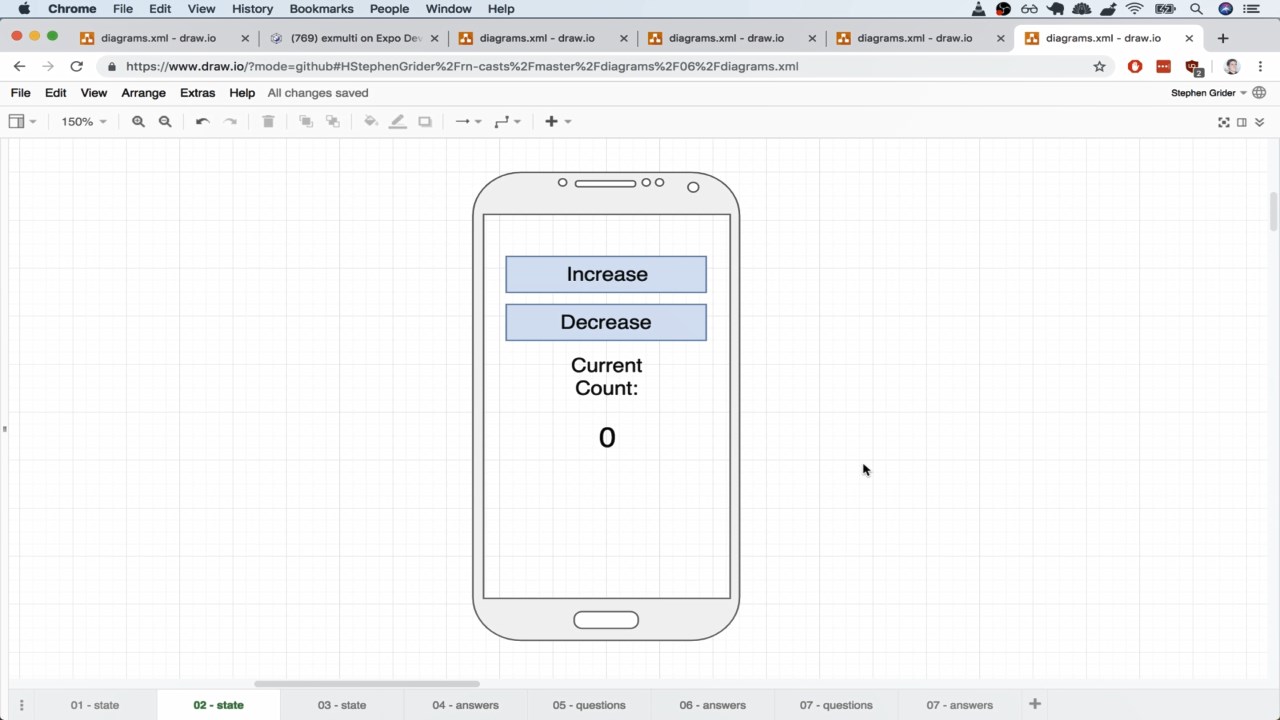 Chrome File Edit View History Bookmarks People Window Help
diagrams.xml - draw.io
(769) exmulti on Expo Dev
diagrams.xml - draw.io
diagrams.xml - draw.io
diagrams.xml - draw.io
diagrams.xml - draw.io
https://www.draw.io/?mode=github#HStephenGrider%2Frn-casts%2Fmaster%2Fdiagrams%2F06%2Fdiagrams.xml
2
File Edit View Arrange Extras Help All changes saved
Stephen Grider
150%
Increase
Decrease
Current
Count:
0
01 - state
02 - state
03 - state
04 - answers
05 - questions
06 - answers
07 - questions
07 - answers